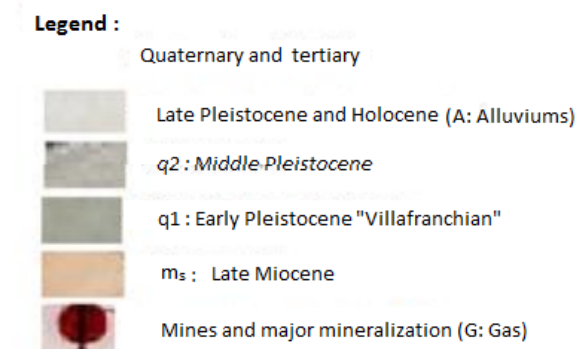 Legend :
Quaternary and tertiary
Late Pleistocene and Holocene (A: Alluviums)
q2 : Middle Pleistocene
q1 : Early Pleistocene "Villafranchian"
ms : Late Miocene
Mines and major mineralization (G: Gas)